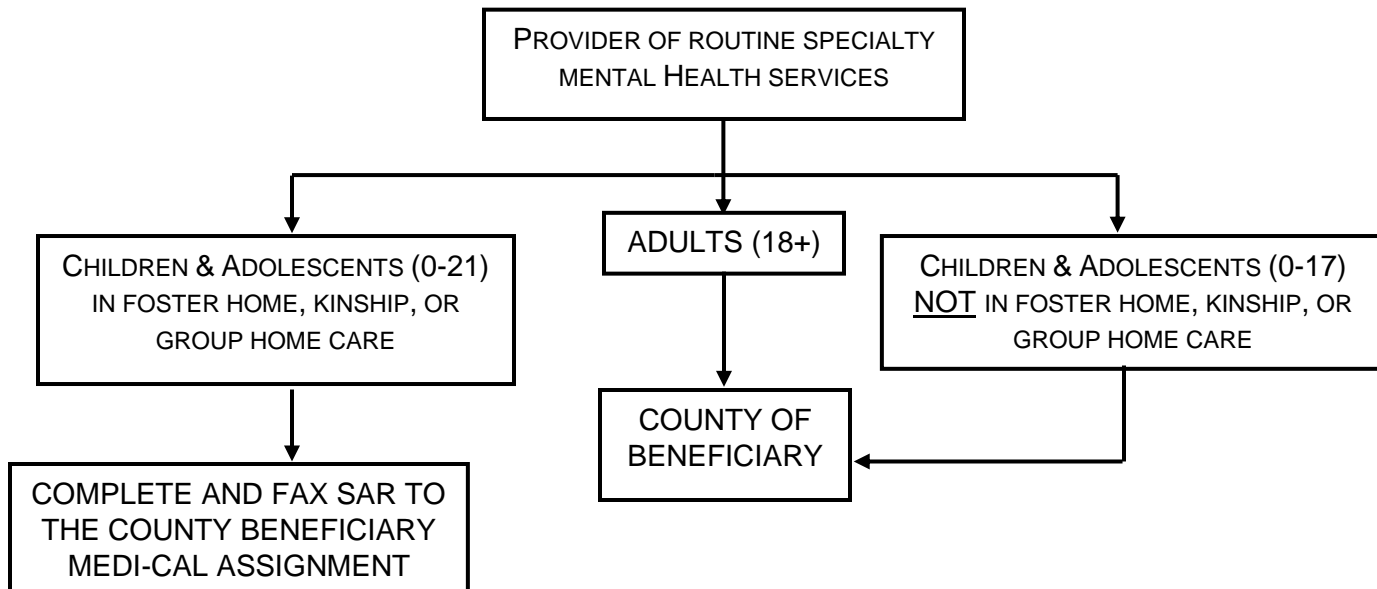 PROVIDER OF ROUTINE SPECIALTY
MENTAL HEALTH SERVICES
CHILDREN & ADOLESCENTS (0-21)
IN FOSTER HOME, KINSHIP, OR
GROUP HOME CARE
ADULTS (18+)
CHILDREN & ADOLESCENTS (0-17)
NOT IN FOSTER HOME, KINSHIP, OR
GROUP HOME CARE
COUNTY OF
BENEFICIARY
COMPLETE AND FAX SAR TO
THE COUNTY BENEFICIARY
MEDI-CAL ASSIGNMENT